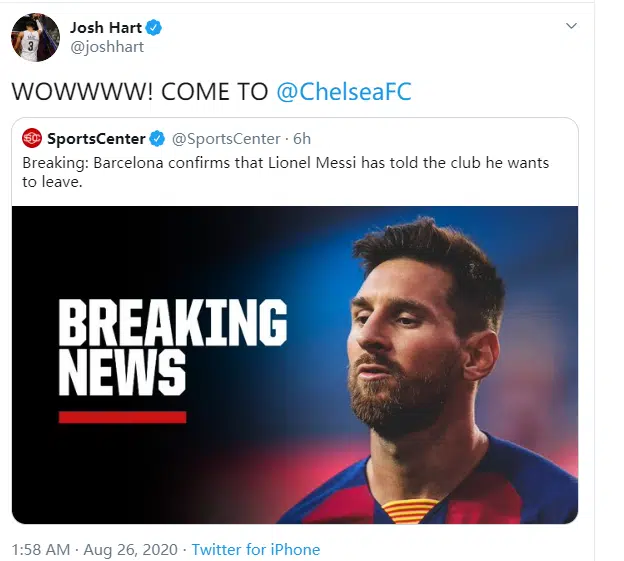 Josh Hart
@joshhart
WOWWWW! COME TO @ChelseaFC
SC SportsCenter @SportsCenter · 6h
Breaking: Barcelona confirms that Lionel Messi has told the club he wants
to leave.
BREAKING
NEWS
1:58 AM · Aug 26, 2020 · Twitter for iPhone